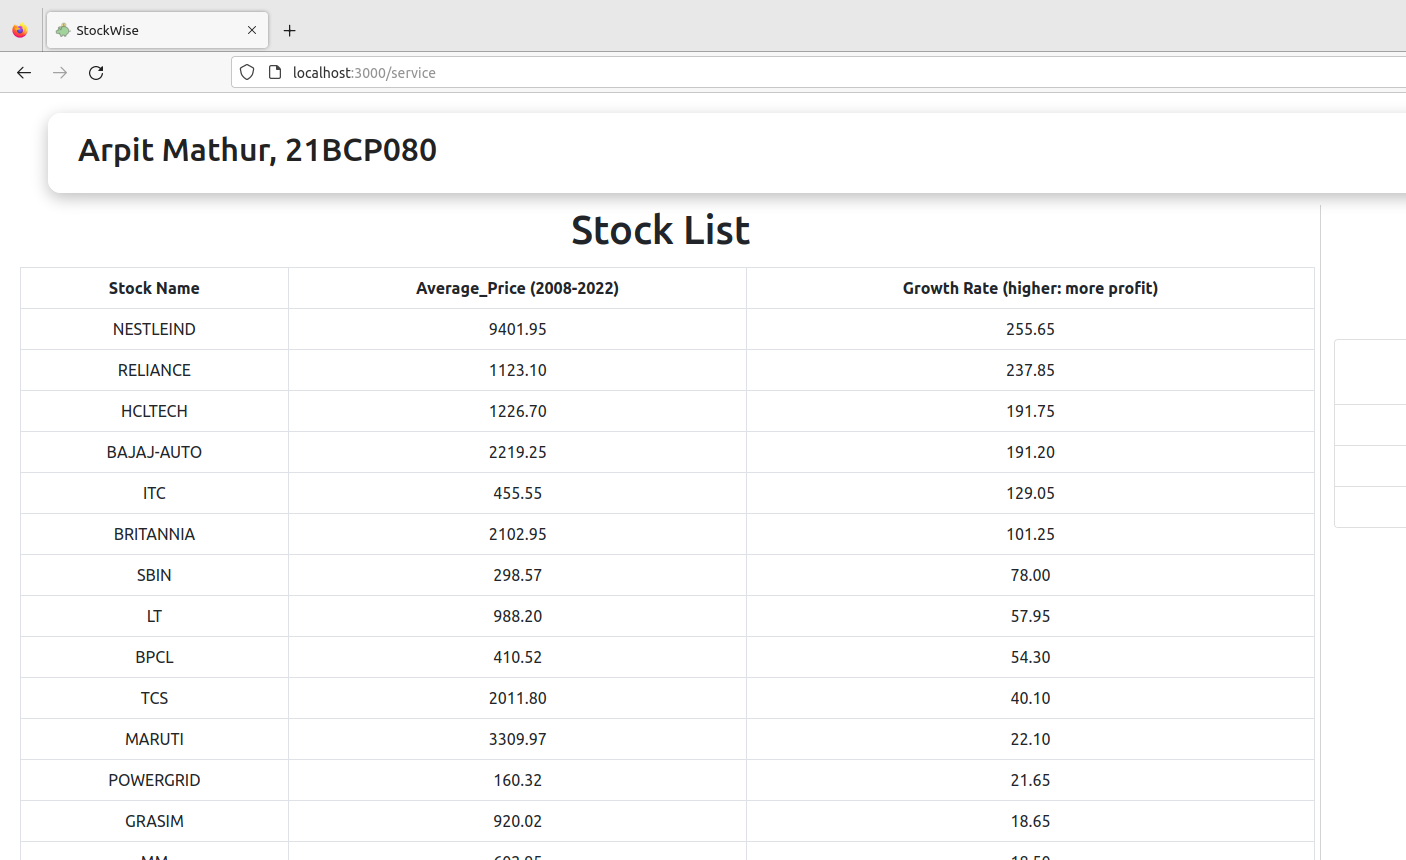 StockWise
localhost:3000/service
Arpit Mathur, 21BCP080
Stock List
Stock Name Average_Price (2008-2022) Growth Rate (higher: more profit)
NESTLEIND 9401.95 255.65
RELIANCE 1123.10 237.85
HCLTECH 1226.70 191.75
BAJAJ-AUTO 2219.25 191.20
ITC 455.55 129.05
BRITANNIA 2102.95 101.25
SBIN 298.57 78.00
LT 988.20 57.95
BPCL 410.52 54.30
TCS 2011.80 40.10
MARUTI 3309.97 22.10
POWERGRID 160.32 21.65
GRASIM 920.02 18.65